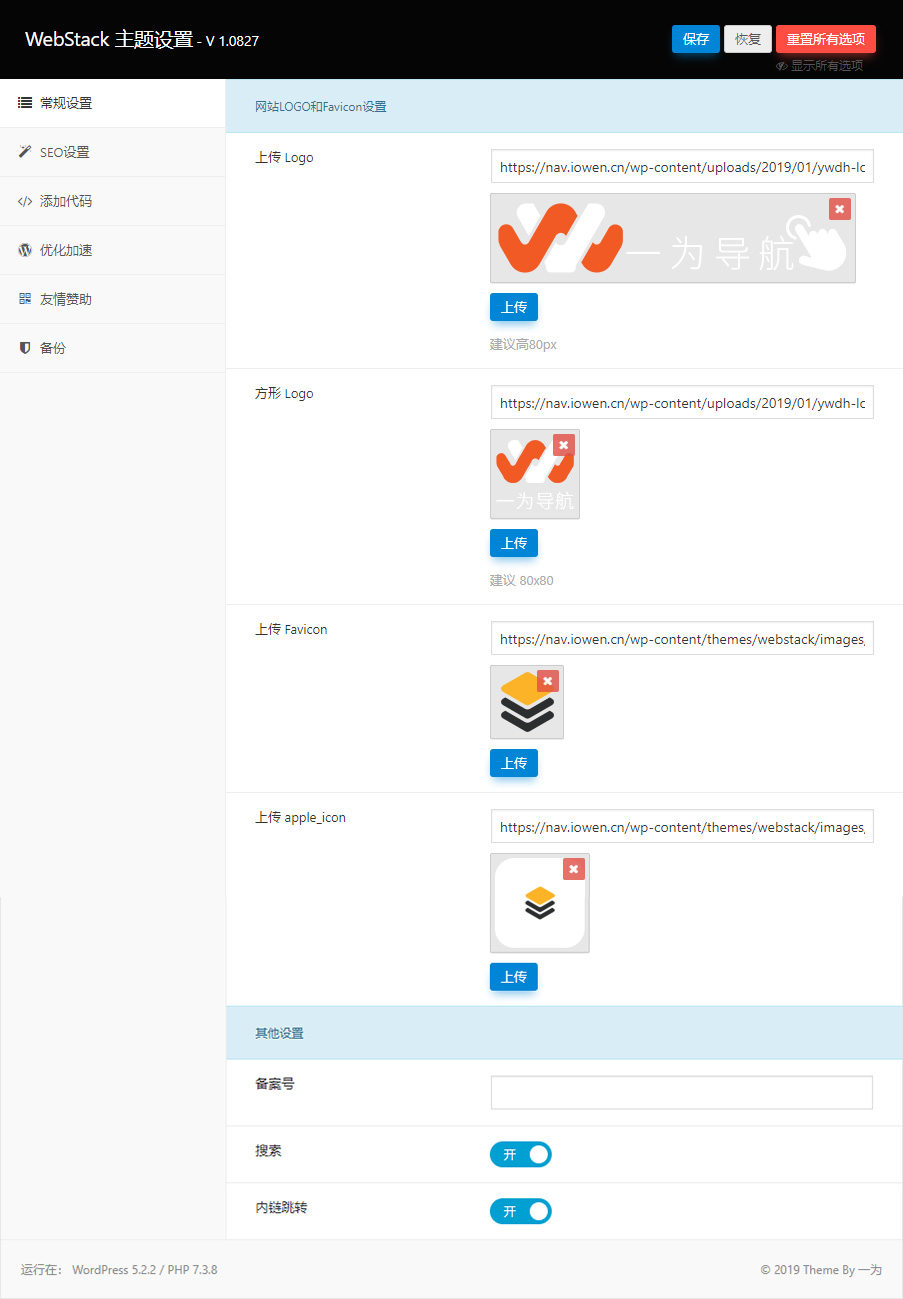 WebStack 主题设置 - V 1.0827
保存
恢复
重置所有选项
显示所有选项
常规设置
SEO设置
添加代码
优化加速
友情赞助
备份
网站LOGO和Favicon设置
上传 Logo
https://nav.iowen.cn/wp-content/uploads/2019/01/ywdh-lo
一为导航
上传
建议高80px
方形 Logo
https://nav.iowen.cn/wp-content/uploads/2019/01/ywdh-lo
一为导航
上传
建议 80x80
上传 Favicon
https://nav.iowen.cn/wp-content/themes/webstack/images,
上传
上传 apple_icon
https://nav.iowen.cn/wp-content/themes/webstack/images,
上传
其他设置
备案号
搜索
开
内链跳转
开
运行在： WordPress 5.2.2 / PHP 7.3.8
© 2019 Theme By 一为